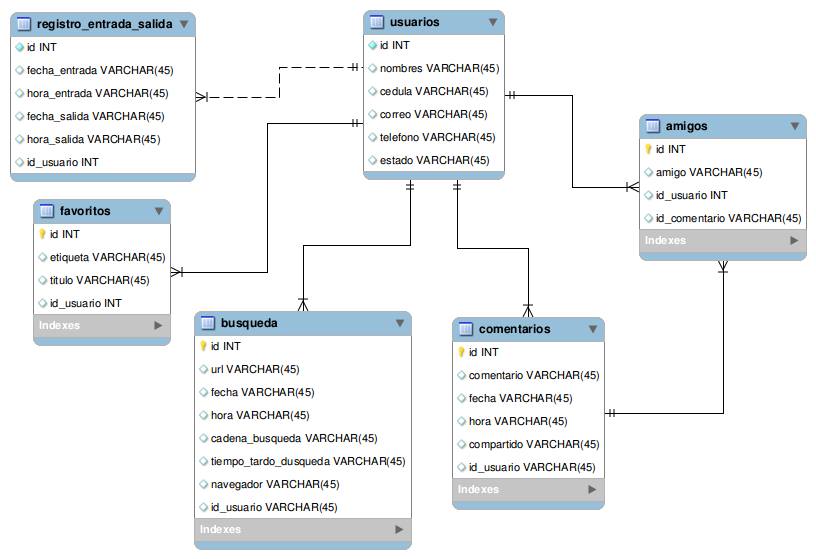 registro_entrada_salida
id INT
fecha_entrada VARCHAR(45)
hora_entrada VARCHAR(45)
fecha_salida VARCHAR(45)
hora_salida VARCHAR(45)
id_usuario INT
usuarios
id INT
nombres VARCHAR(45)
cedula VARCHAR(45)
correo VARCHAR(45)
telefono VARCHAR(45)
estado VARCHAR(45)
amigos
id INT
amigo VARCHAR(45)
id_usuario INT
id_comentario VARCHAR(45)
Indexes
favoritos
id INT
etiqueta VARCHAR(45)
titulo VARCHAR(45)
id_usuario INT
Indexes
busqueda
id INT
url VARCHAR(45)
fecha VARCHAR(45)
hora VARCHAR(45)
cadena_busqueda VARCHAR(45)
tiempo_tardo_dusqueda VARCHAR(45)
navegador VARCHAR(45)
id_usuario VARCHAR(45)
Indexes
comentarios
id INT
comentario VARCHAR(45)
fecha VARCHAR(45)
hora VARCHAR(45)
compartido VARCHAR(45)
id_usuario VARCHAR(45)
Indexes